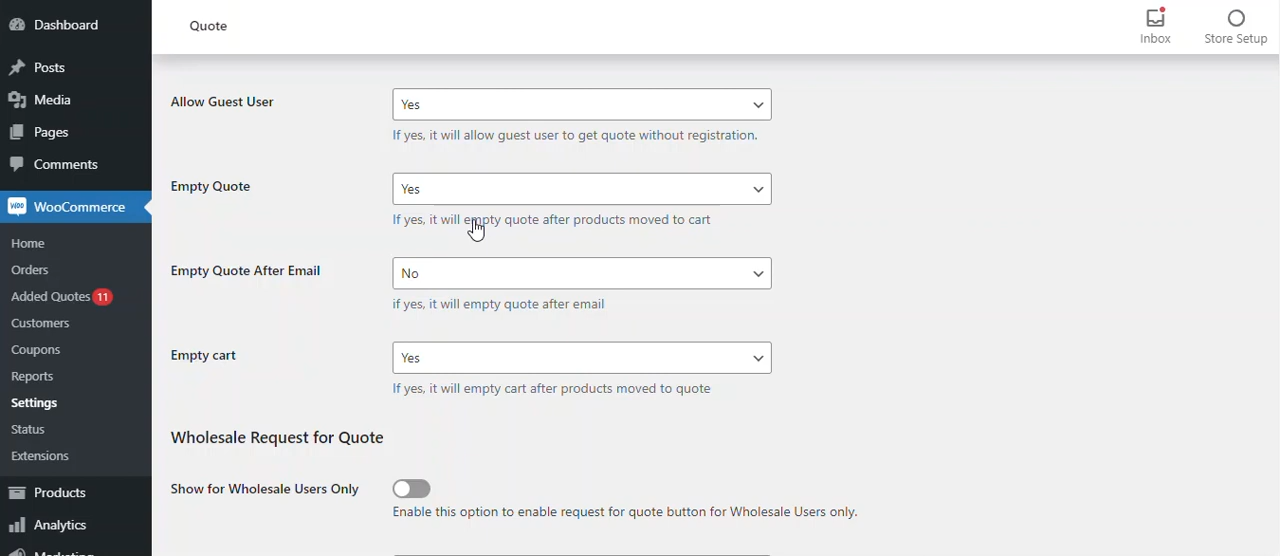 Dashboard
Posts
Media
Pages
Comments
WOO WooCommerce
Home
Orders
Added Quotes 11
Customers
Coupons
Reports
Settings
Status
Extensions
Products
Analytics
Marketing
Quote
Inbox
Store Setup
Allow Guest User
Yes
If yes, it will allow guest user to get quote without registration.
Empty Quote
Yes
If yes, it will empty quote after products moved to cart
Empty Quote After Email
No
if yes, it will empty quote after email
Empty cart
Yes
If yes, it will empty cart after products moved to quote
Wholesale Request for Quote
Show for Wholesale Users Only
Enable this option to enable request for quote button for Wholesale Users only.